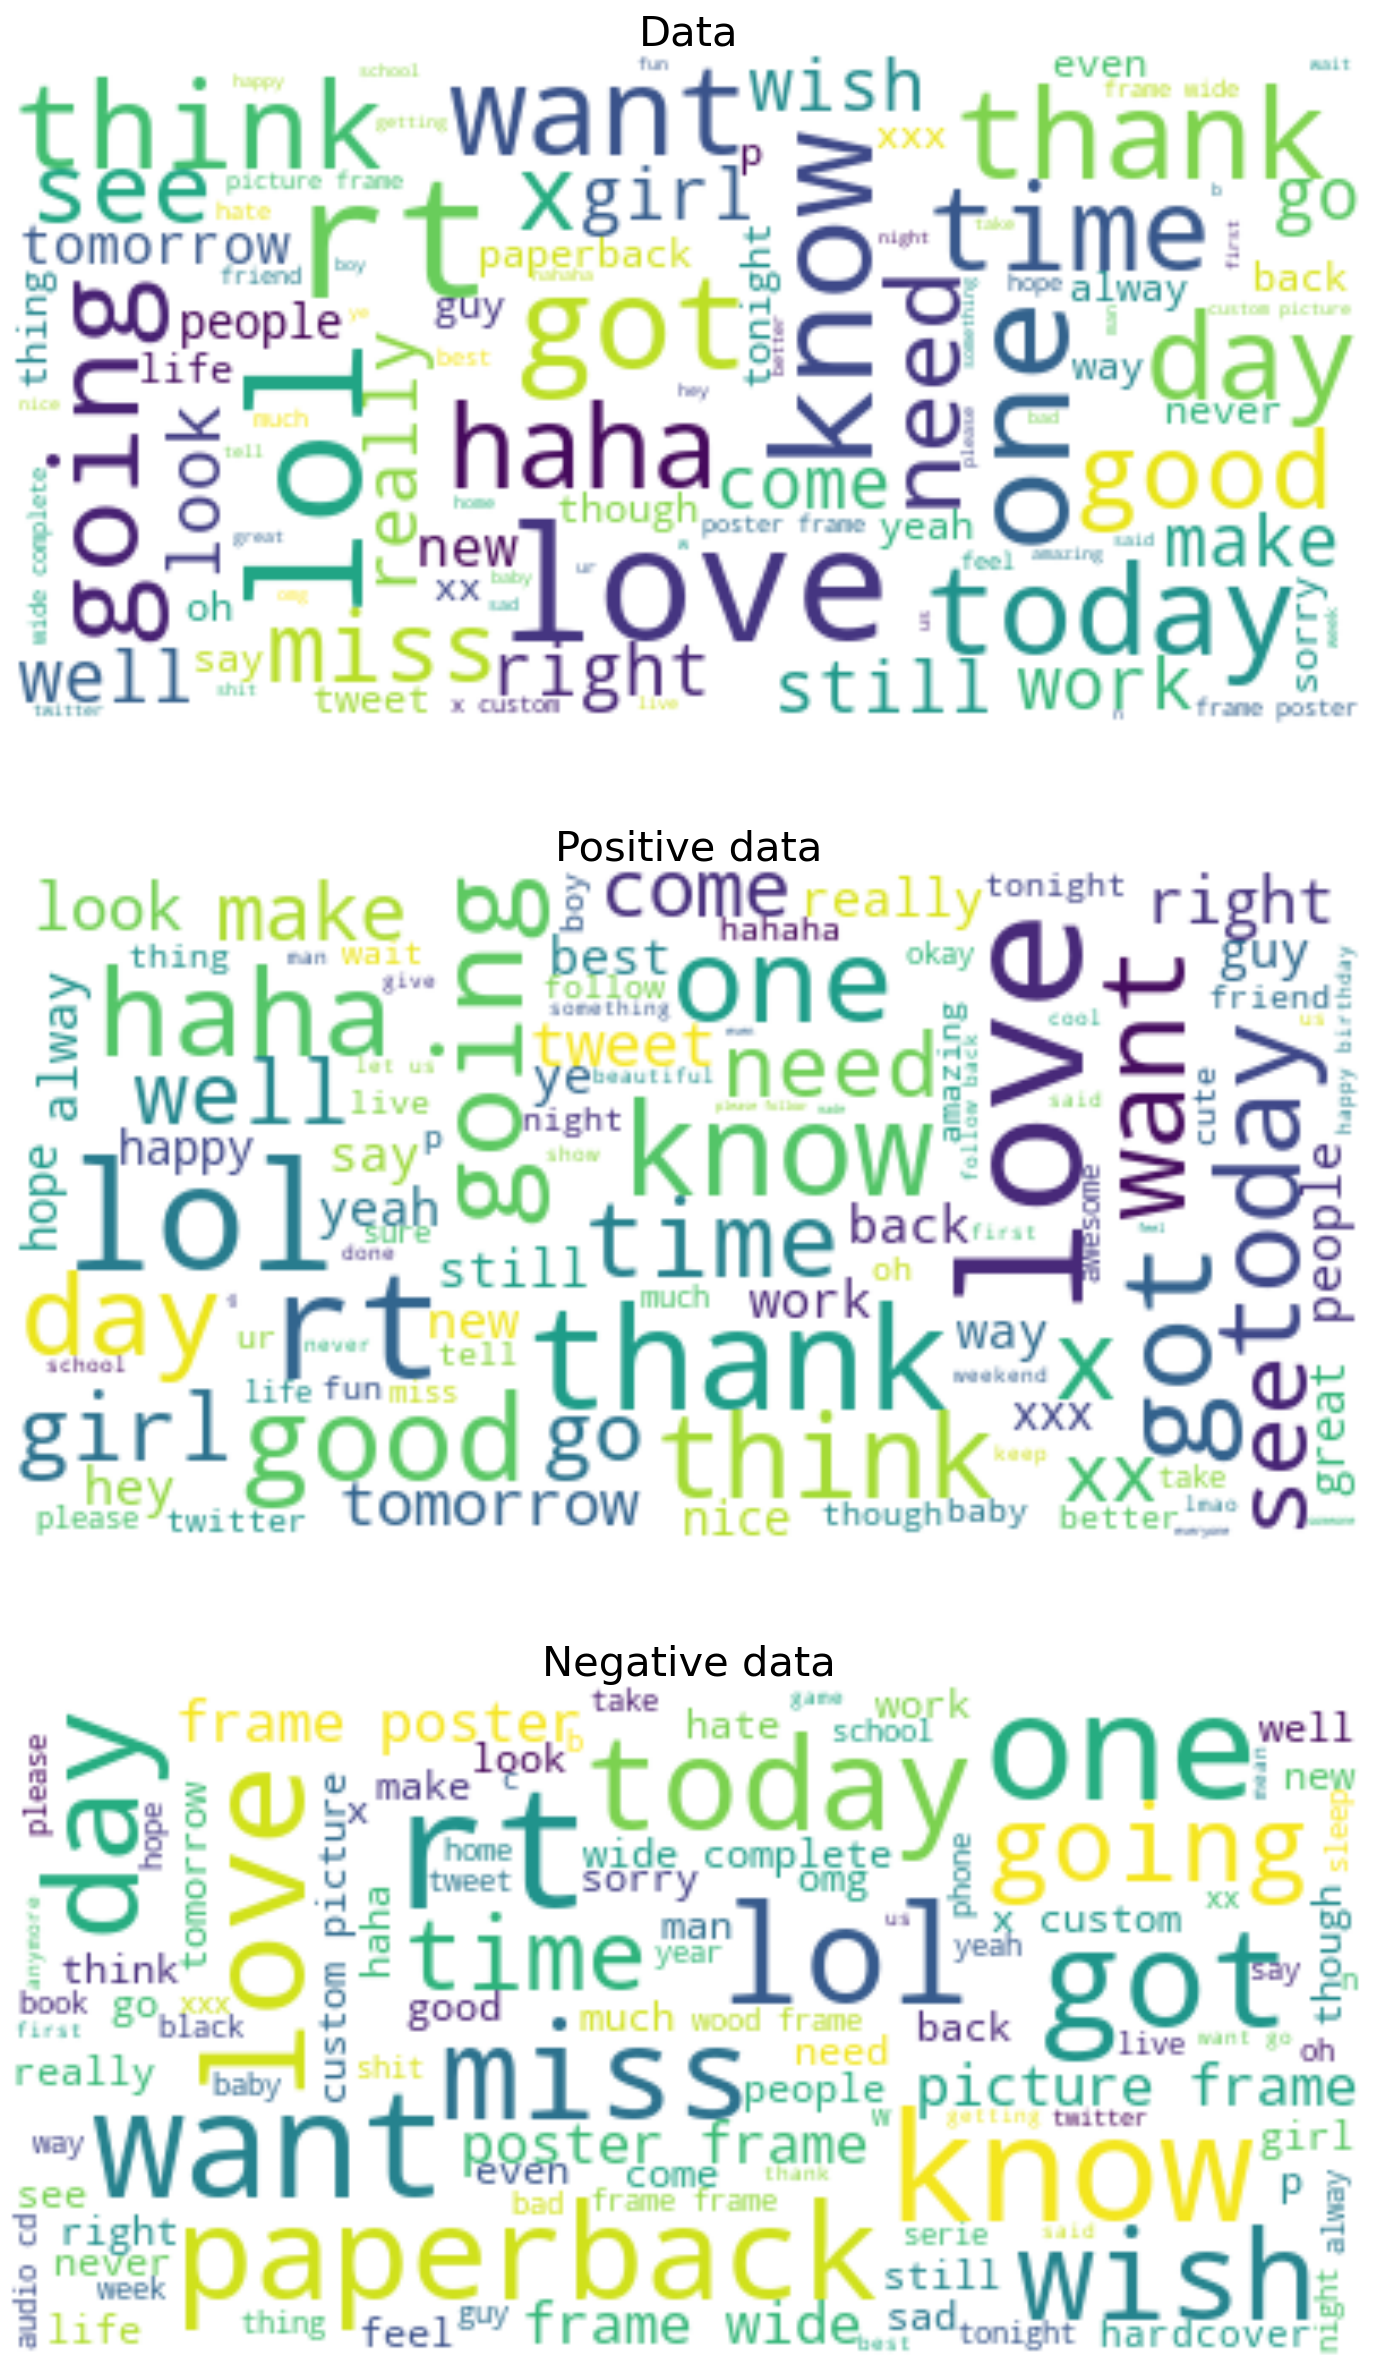 Data
think
school
happy
getting
fun
want
wish
even
wait
frame wide
thank
xxx
p
know
see
picture frame
hate
rt
x
girl
time
b
go
take
tomorrow
friend
boy
paperback
hahaha
tonight
night
need
first
back
thing
going
people
ye
guy
got
hope
alway
something
man
custom picture
life
lol
really
best
better
one
way
day
nice
look
much
hey
haha
please
bad
never
tell
come
good
wide complete
home
though
poster frame
yeah
great
new
w
love
said
make
amazing
feel
oh
omg
xx
baby
sad
ur
us
today
sorry
week
well
say
miss
right
still
work
shit
tweet
x custom
live
twitter
n
frame poster
Positive data
look
make
going
boy
come
really
tonight
right
hahaha
thing
man
wait
best
one
okay
love
guy
alway
haha
give
follow
something
want
friend
happy birthday
tweet
need
amazing
cool
us
today
well
let us
live
ye
beautiful
follow back
said
cute
happy
say
p
night
know
please follow
hope
lol
yeah
sure
show
awesome
people
done
still
time
back
first
feel
got
oh
day
rt
new
much
work
thank
way
x
see
ur
never
tell
school
life
fun
miss
weekend
great
girl
good
go
think
xxx
keep
hey
xx
take
please
twitter
tomorrow
nice
though
baby
better
lmao
everyone
someone
Negative data
day
frame poster
b
take
game
work
hate
school
one
well
please
look
today
mean
new
love
make
c
rt
x
hope
tomorrow
custom picture
home
tweet
wide complete
sorry
omg
phone
going
sleep
xx
haha
time
man
year
lol
us
yeah
x custom
though
anymore
think
got
say
n
book
go
xxx
black
good
much
wood frame
back
first
live
want go
oh
really
baby
shit
miss
need
people
picture frame
w
getting
twitter
way
want
poster frame
know
girl
even
come
thank
p
see
bad
frame frame
alway
audio cd
right
paperback
serie
said
wish
never
week
still
night
life
thing
feel
guy
frame wide
best
sad
tonight
hardcover